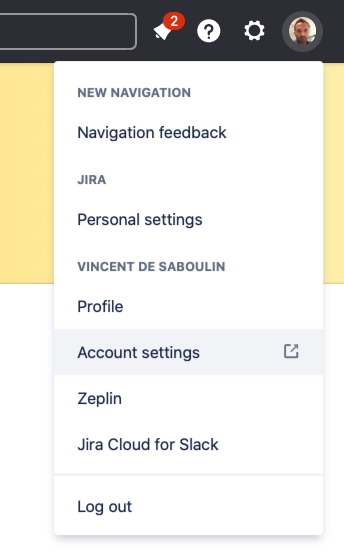 2
?
NEW NAVIGATION
Navigation feedback
JIRA
Personal settings
VINCENT DE SABOULIN
Profile
Account settings
Zeplin
Jira Cloud for Slack
Log out